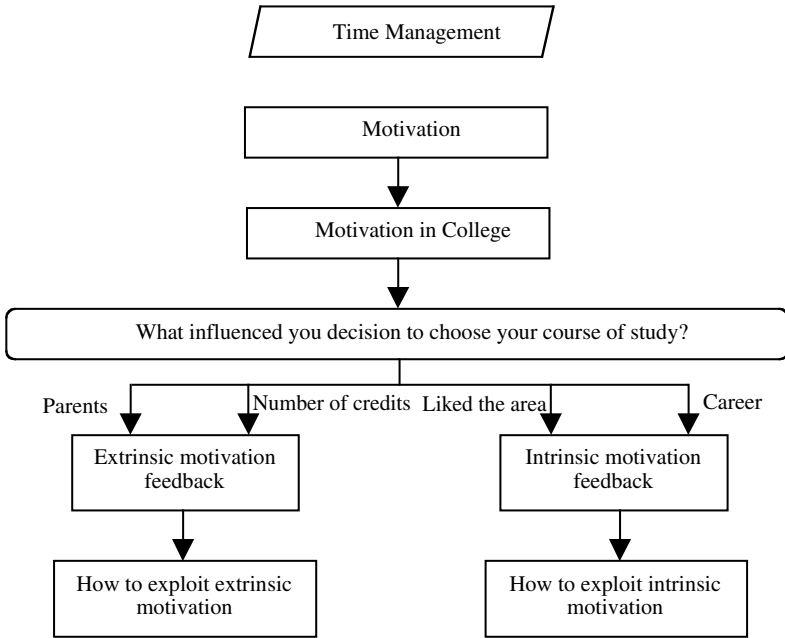 Time Management
Motivation
Motivation in College
What influenced you decision to choose your course of study?
Parents
Number of credits
Liked the area
Career
Extrinsic motivation
feedback
Intrinsic motivation
feedback
How to exploit extrinsic
motivation
How to exploit intrinsic
motivation